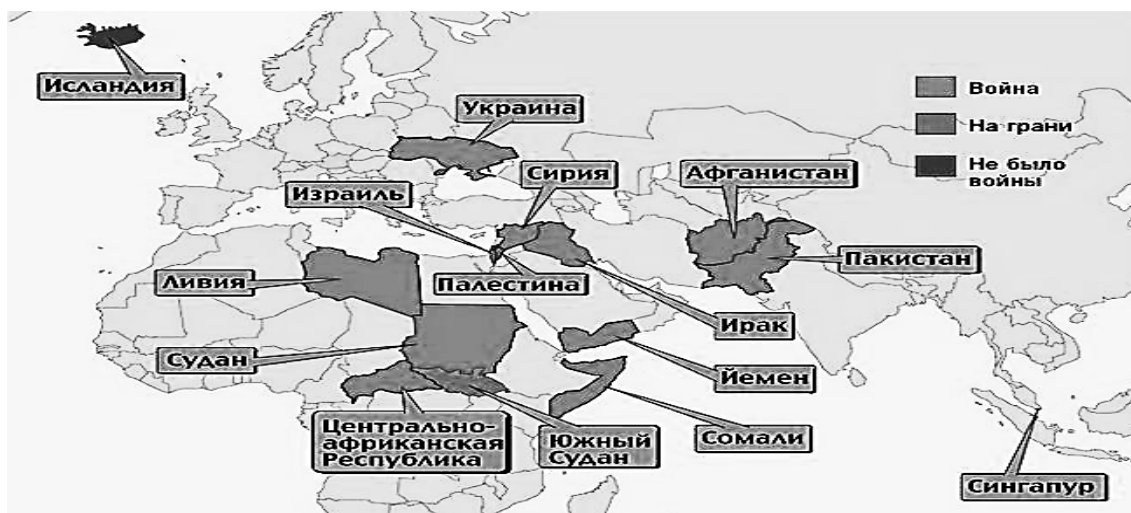 Исландия
Украина
Война
На грани
Не было
войны
Сирия
Афганистан
Израиль
Ливия
Палестина
Пакистан
Ирак
Судан
Йемен
Центрально-
африканская
Республика
Южный
Судан
Сомали
Сингапур